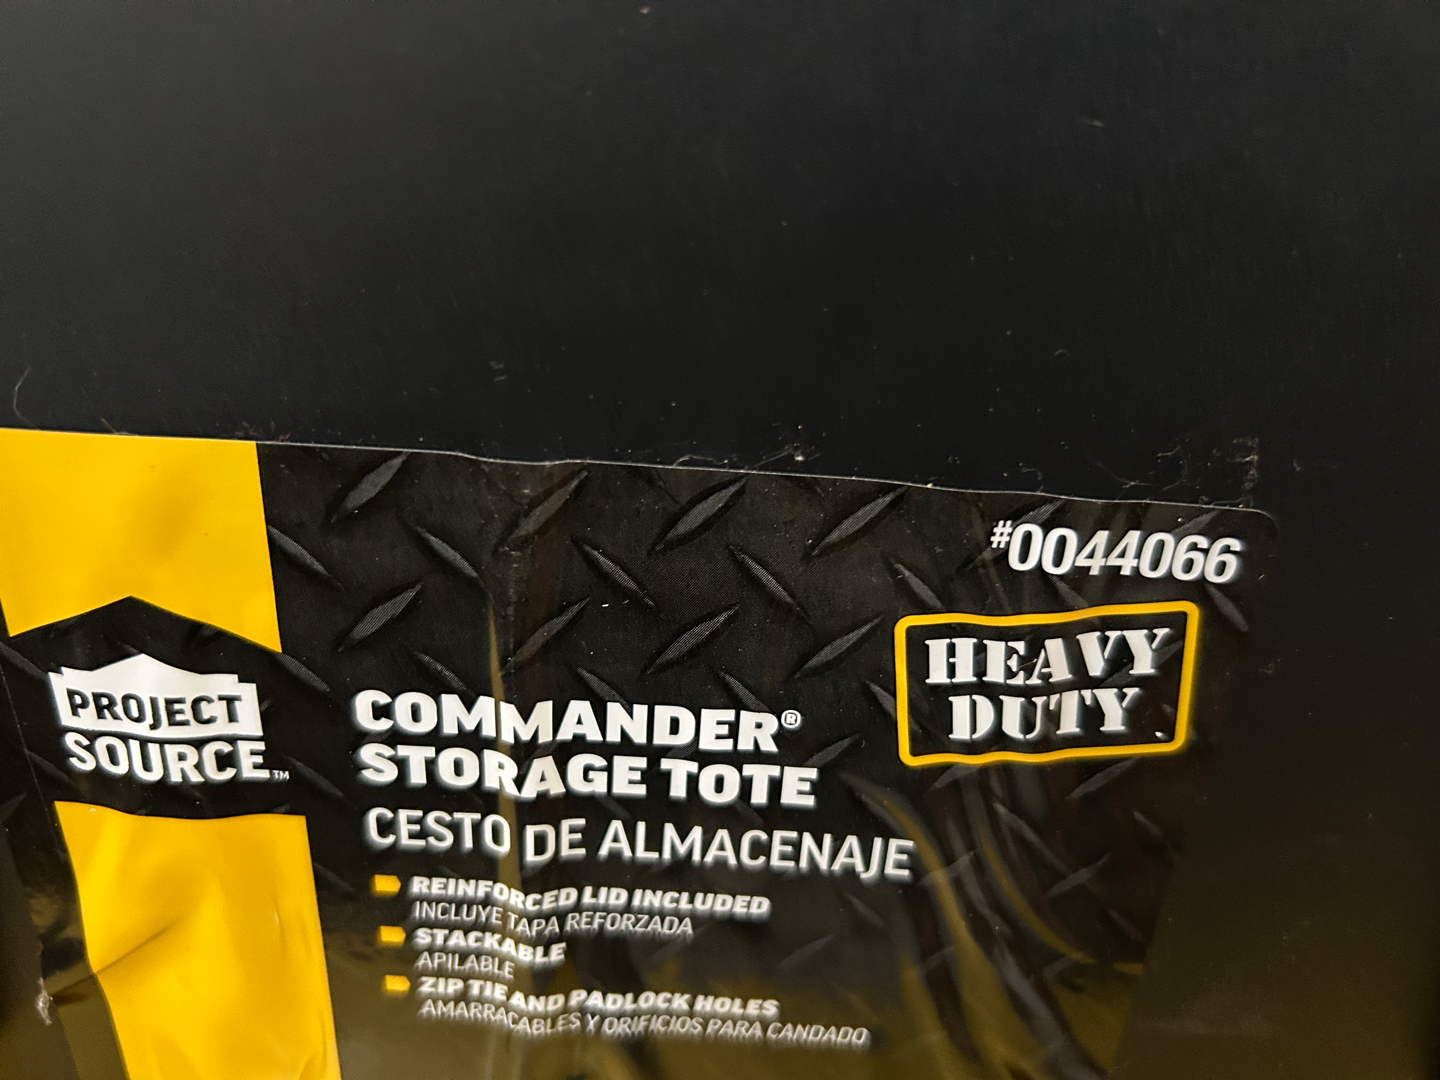 #0044066
HEAVY
DUTY
PROJECT
SOURCE™
COMMANDER®
STORAGE TOTE
CESTO DE ALMACENAJE
REINFORCED LID INCLUDED
INCLUYE TAPA REFORZADA
STACKABLE
APILABLE
ZIP TIE AND PADLOCK HOLES
AMARRACABLES Y ORIFICIOS PARA CANDADO